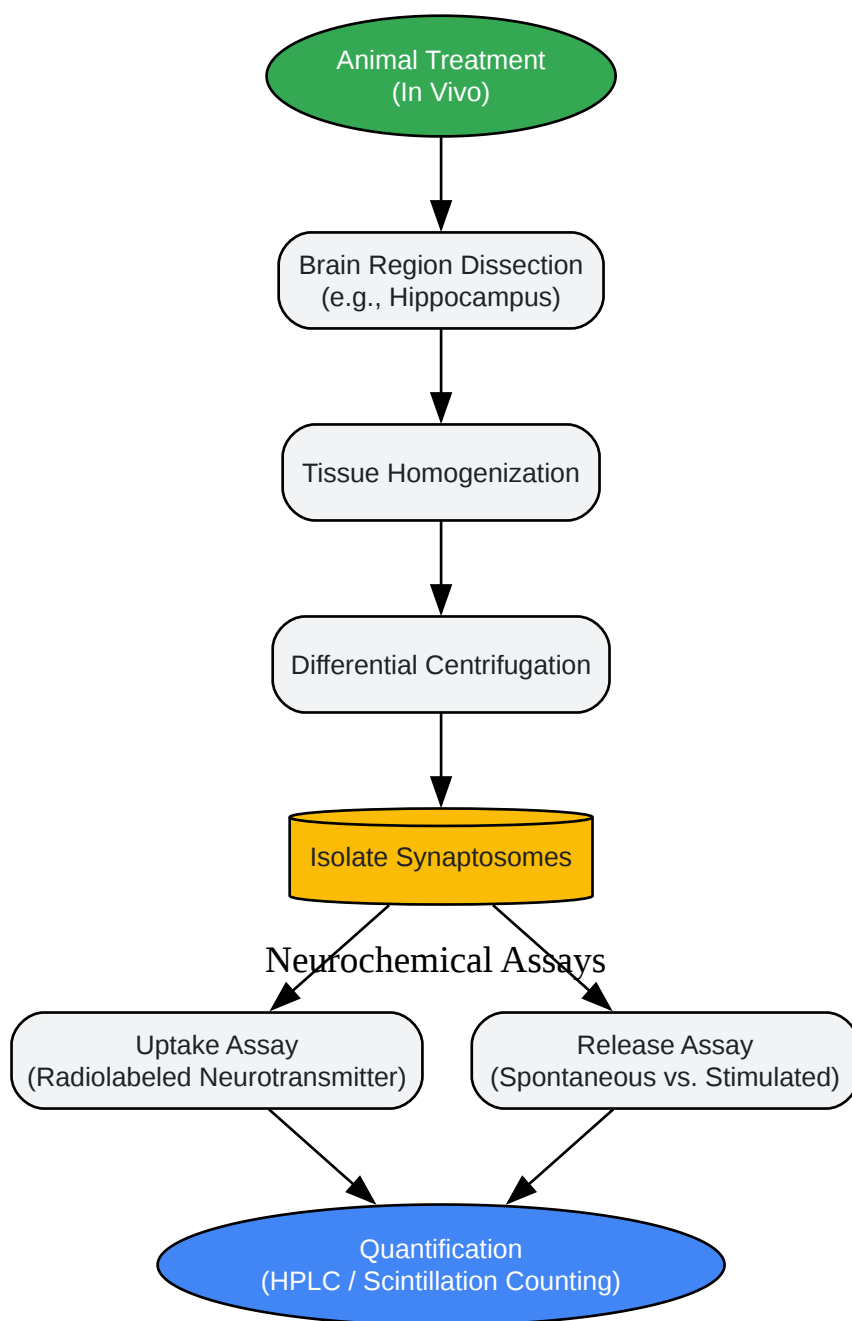 Animal Treatment
(In Vivo)
Brain Region Dissection
(e.g., Hippocampus)
Tissue Homogenization
Differential Centrifugation
Isolate Synaptosomes
Neurochemical Assays
Uptake Assay
(Radiolabeled Neurotransmitter)
Release Assay
(Spontaneous vs. Stimulated)
Quantification
(HPLC / Scintillation Counting)